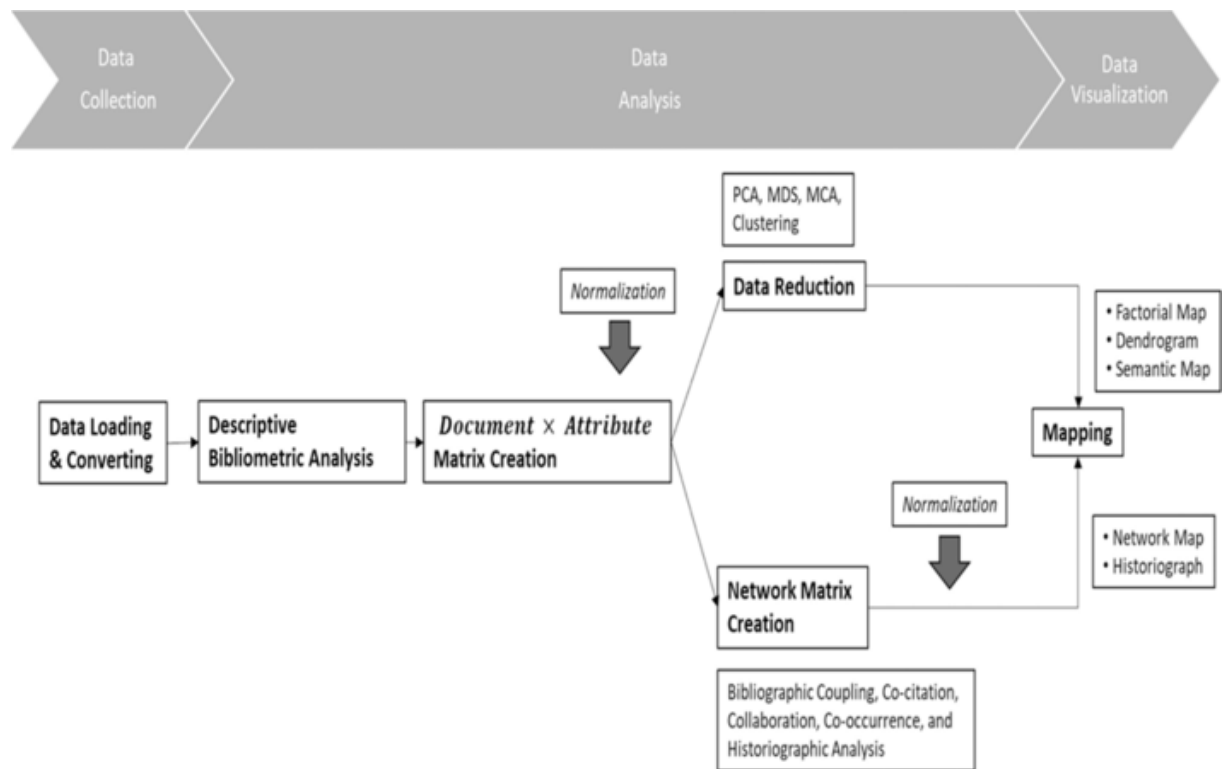 Data
Collection
Data
Analysis
Data
Visualization
PCA, MDS, MCA,
Clustering
Normalization
Data Reduction
• Factorial Map
• Dendrogram
• Semantic Map
Data Loading
& Converting
Descriptive
Bibliometric Analysis
Document × Attribute
Matrix Creation
Mapping
Normalization
• Network Map
• Historiograph
Network Matrix
Creation
Bibliographic Coupling, Co-citation,
Collaboration, Co-occurrence, and
Historiographic Analysis